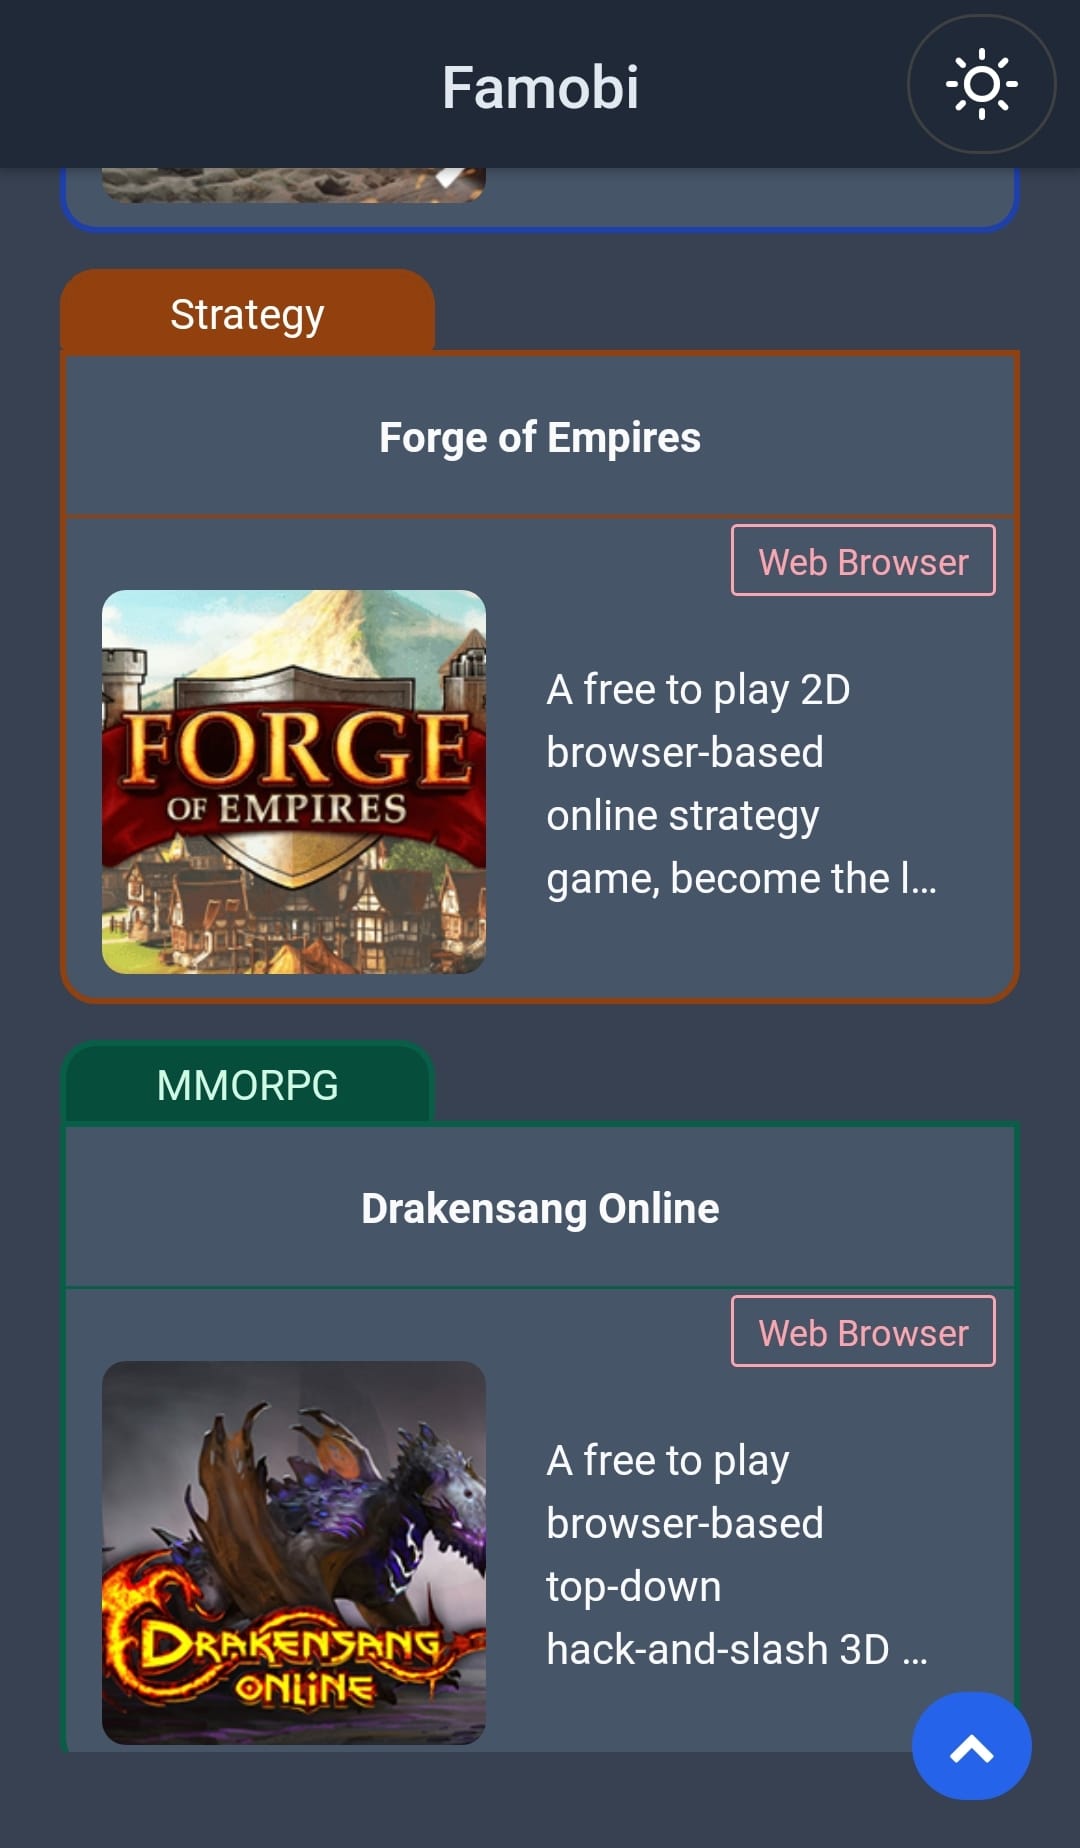 Famobi
Strategy
Forge of Empires
Web Browser
FORGE
OF EMPIRES
A free to play 2D
browser-based
online strategy
game, become the l...
MMORPG
Drakensang Online
Web Browser
DRAKENSANG
ONLINE
A free to play
browser-based
top-down
hack-and-slash 3D ...